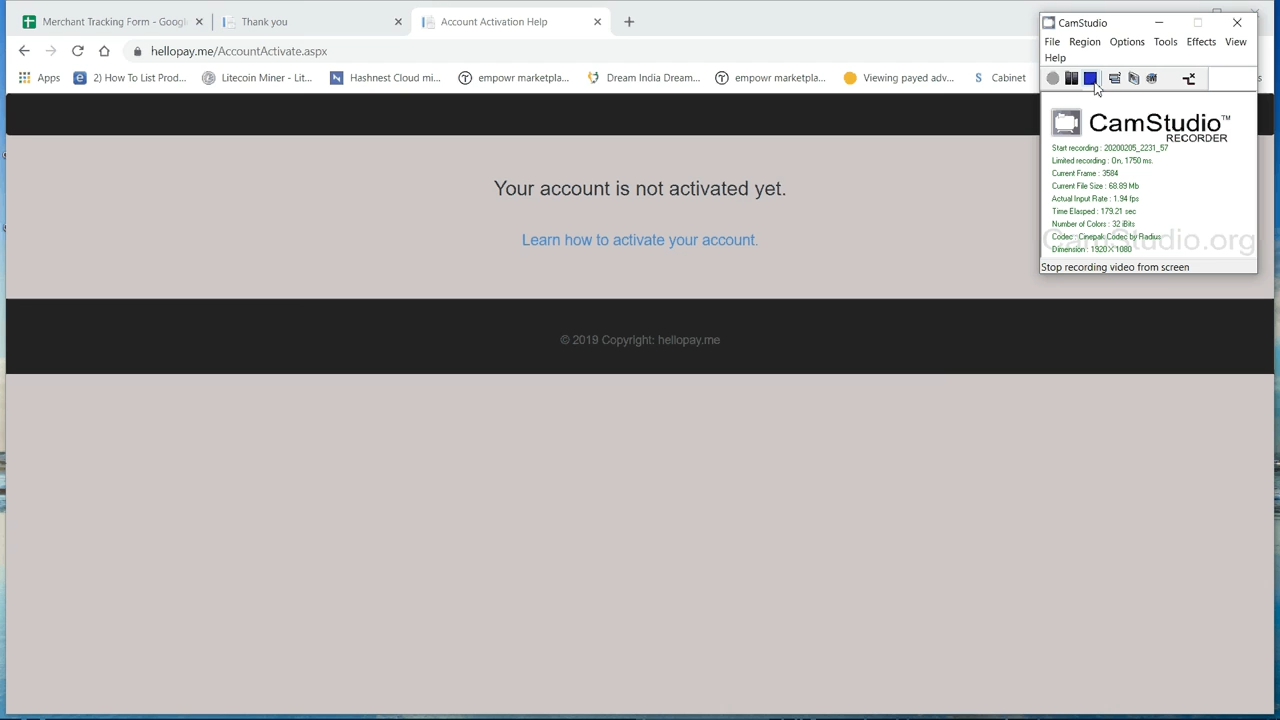 Merchant Tracking Form - Googl
Thank you
Account Activation Help
hellopay.me/AccountActivate.aspx
Apps
2) How To List Prod...
Litecoin Miner - Lit...
Hashnest Cloud mi...
empowr marketpla...
Dream India Dream...
empowr marketpla...
Viewing payed adv...
Cabinet
Your account is not activated yet.
Learn how to activate your account.
© 2019 Copyright: hellopay.me
CamStudio
File Region Options Tools Effects View
Help
CamStudio™
RECORDER
Start recording : 20200205_2231_57
Limited recording : On, 1750 ms.
Current Frame : 3584
Current File Size : 68.89 Mb
Actual Input Rate : 1.94 fps
Time Elasped : 179.21 sec
Number of Colors : 32 iBits
Codec : Cinepak Codec by Radius
CamStudio.org
Dimension : 1920 X 1080
Stop recording video from screen